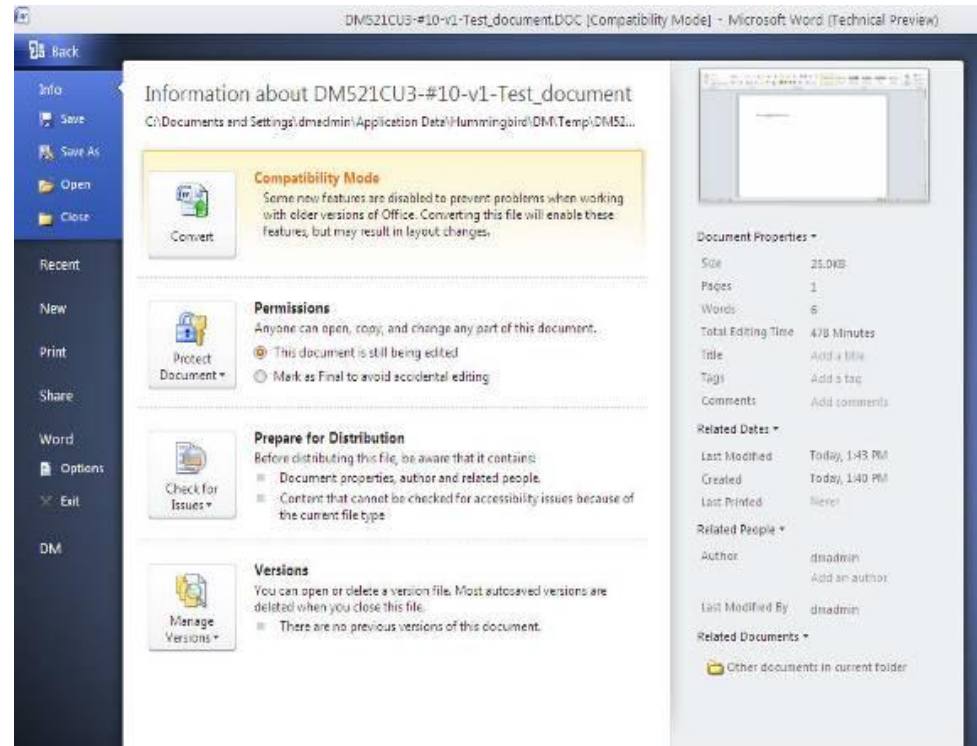 DM521CU3-#10-v1-Test_document.DOC [Compatibility Mode] - Microsoft Word (Technical Preview)
Back
Info
Save
Save As
Open
Close
Recent
New
Print
Share
Word
Options
Exit
DM
Information about DM521CU3-#10-v1-Test_document
C:\Documents and Settings\dmadmin\Application Data\Hummingbird\DM\Temp\DM52...
Convert
Compatibility Mode
Some new features are disabled to prevent problems when working
with older versions of Office. Converting this file will enable these
features, but may result in layout changes.
Protect
Document
Permissions
Anyone can open, copy, and change any part of this document.
This document is still being edited
Mark as Final to avoid accidental editing
Check for
Issues
Prepare for Distribution
Before distributing this file, be aware that it contains:
Document properties, author and related people.
Content that cannot be checked for accessibility issues because of
the current file type
Manage
Versions
Versions
You can open or delete a version file. Most autosaved versions are
deleted when you close this file.
There are no previous versions of this document.
Document Properties
Size 25.0KB
Pages 1
Words 6
Total Editing Time 478 Minutes
Title Add a title
Tags Add a tag
Comments Add comments
Related Dates
Last Modified Today, 1:43 PM
Created Today, 1:40 PM
Last Printed Never
Related People
Author dmadmin
Add an author
Last Modified By dmadmin
Related Documents
Other documents in current folder